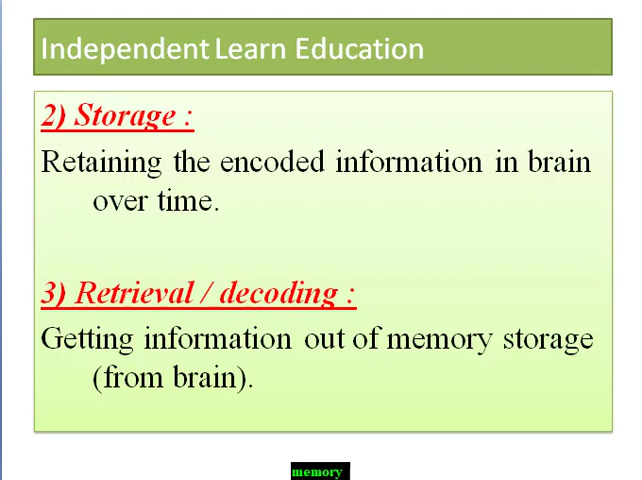 Independent Learn Education
2) Storage :
Retaining the encoded information in brain
over time.
3) Retrieval / decoding :
Getting information out of memory storage
(from brain).
memory